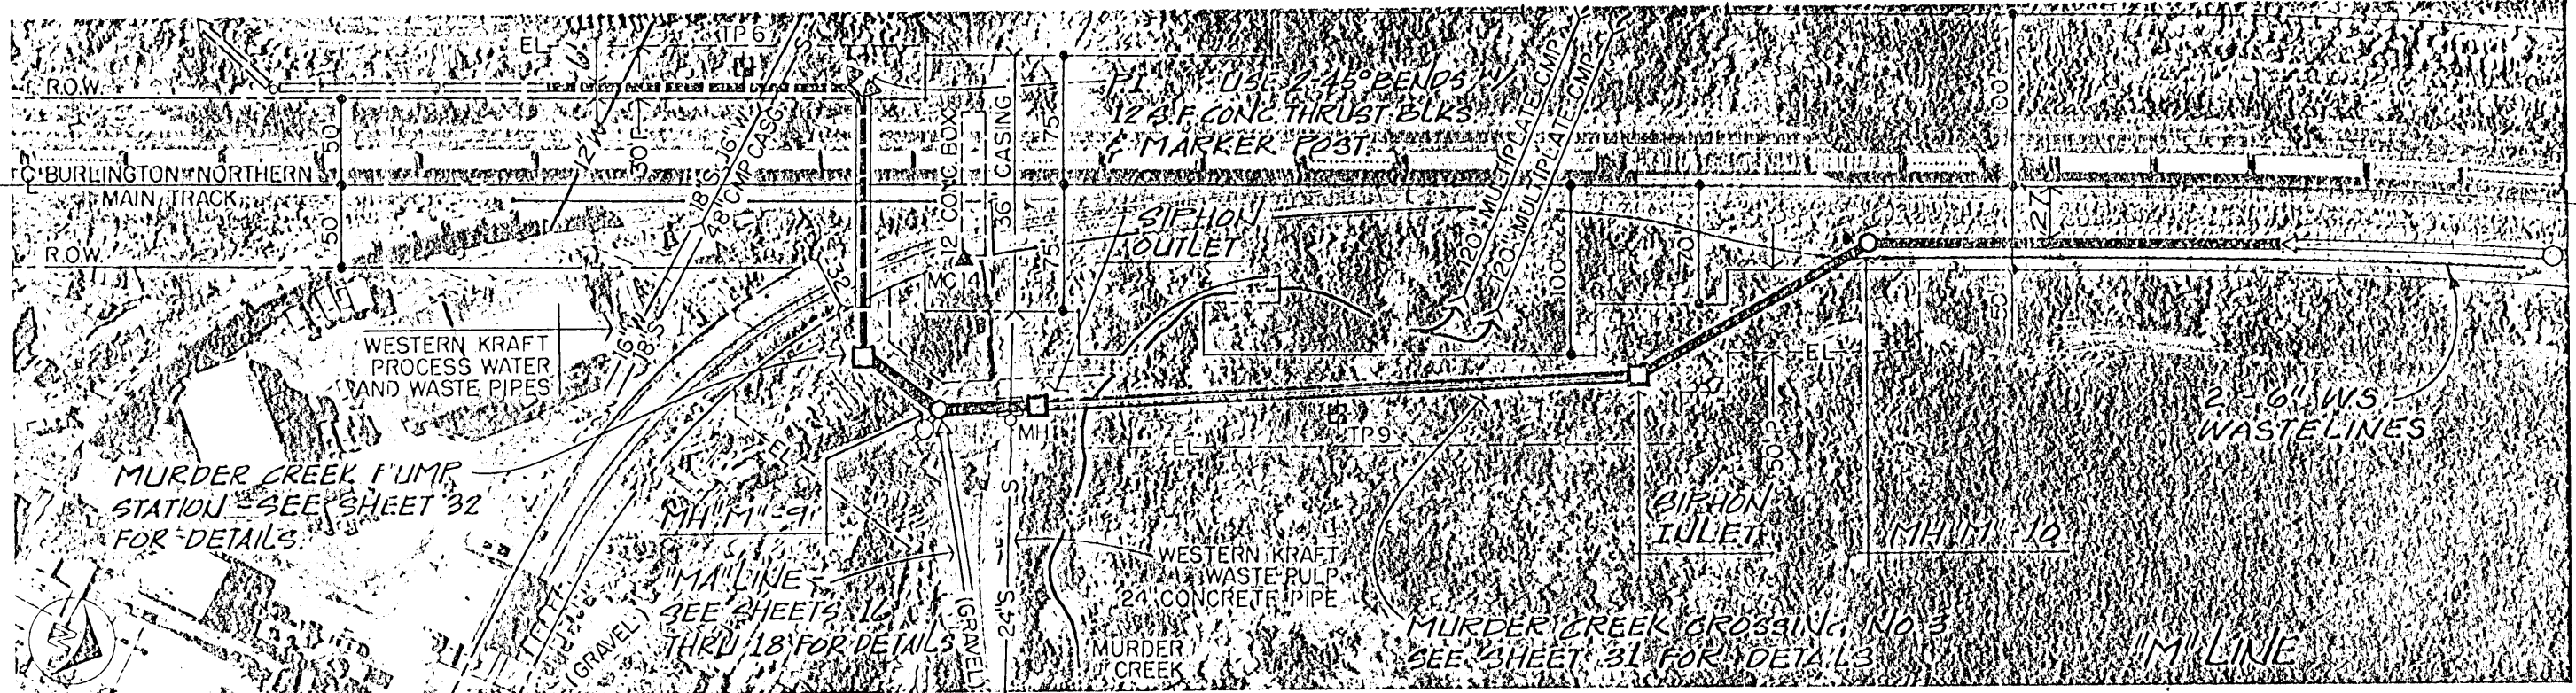 EL
TP 6
R.O.W.
50
12"W
30'P
18"S
16"W
48" CMP CASG
S
12' CONC BOX
36" CASING
75
P.I. USE 2-45° BENDS W/
12 S.F. CONC THRUST BLKS
& MARKER POST.
120" MULTIPLATE CMP
120" MULTIPLATE CMP
100
BURLINGTON NORTHERN
MAIN TRACK
50
R.O.W.
32
MC 14
75
SIPHON
OUTLET
100
70
27
50
WESTERN KRAFT
PROCESS WATER
AND WASTE PIPES
16"W
18"S
EL
2 - 6" W.S.
WASTELINES
MH
TP 9
EL
EL
30'P
MURDER CREEK PUMP
STATION - SEE SHEET 32
FOR DETAILS.
MH "M" - 9
SIPHON
INLET
MH "M" - 10
"MA" LINE
SEE SHEETS 16
THRU 18 FOR DETAILS
(GRAVEL)
(GRAVEL)
24"S
S
WESTERN KRAFT
WASTE PULP
24" CONCRETE PIPE
MURDER
CREEK
MURDER CREEK CROSSING NO 3
SEE SHEET 31 FOR DETAILS
"M" LINE
N